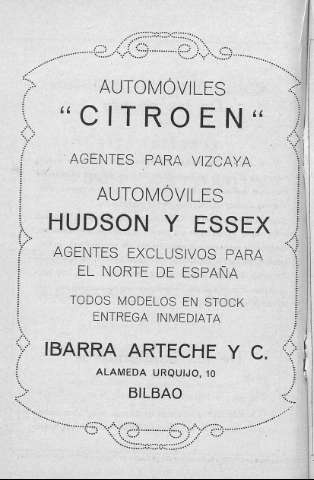 AUTOMÓVILES
"CITROEN"
AGENTES PARA VIZCAYA
AUTOMÓVILES
HUDSON Y ESSEX
AGENTES EXCLUSIVOS PARA
EL NORTE DE ESPAÑA
TODOS MODELOS EN STOCK
ENTREGA INMEDIATA
IBARRA ARTECHE Y C.
ALAMEDA URQUIJO, 10
BILBAO